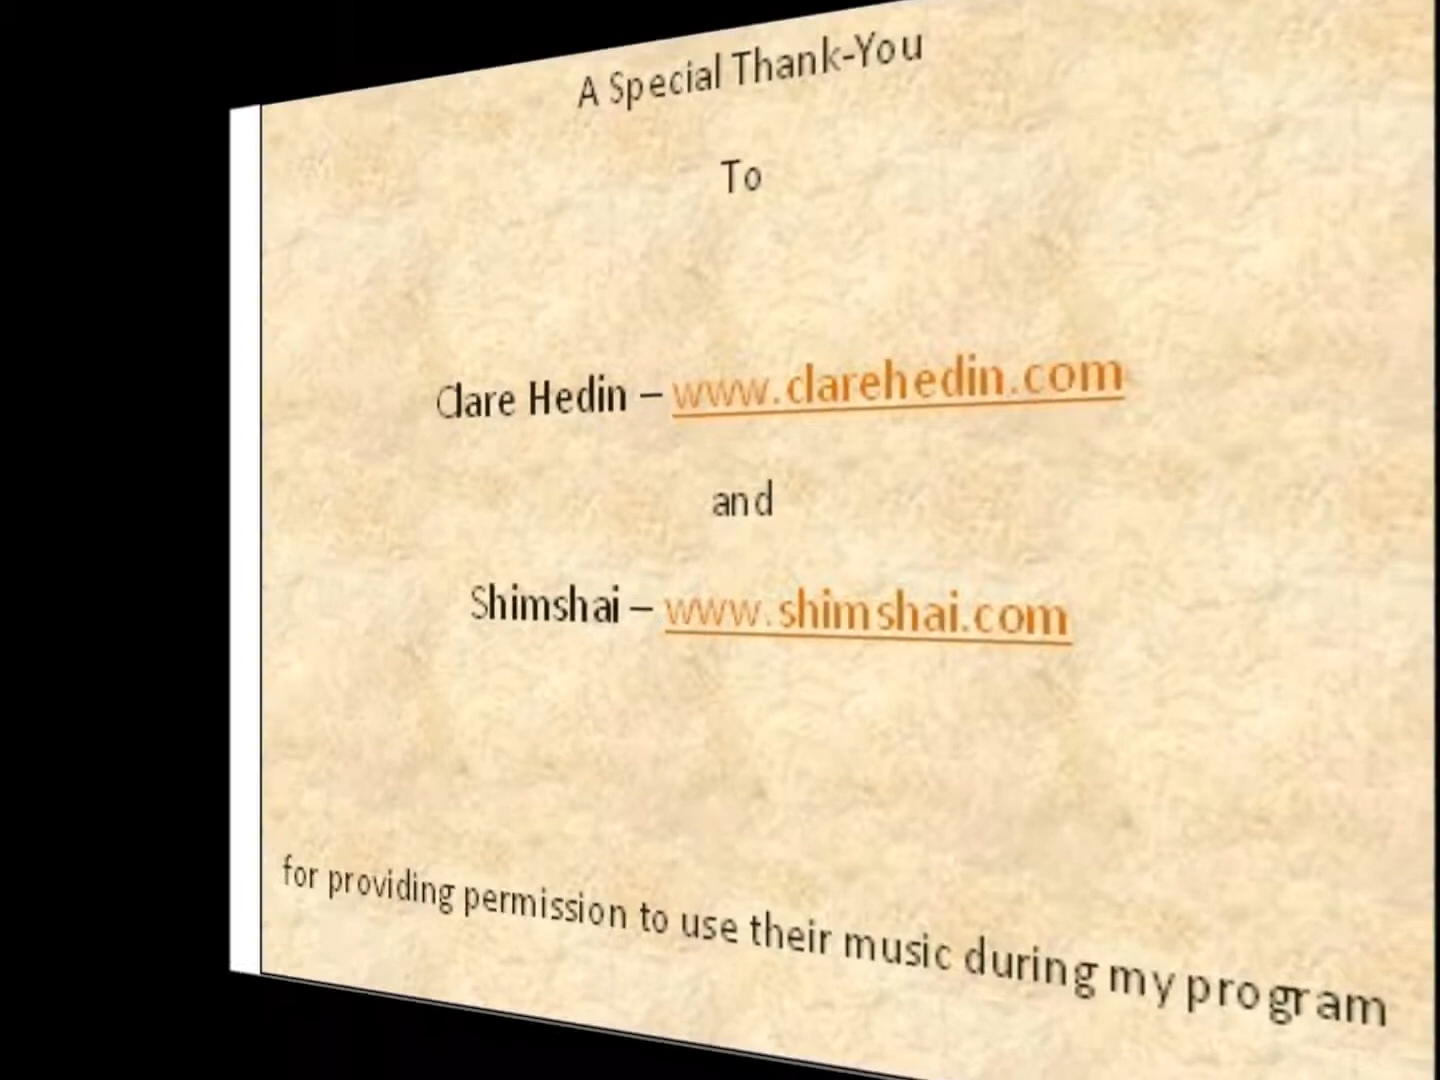 A Special Thank-You
To
Clare Hedin – www.clarehedin.com
and
Shimshai – www.shimshai.com
for providing permission to use their music during my program